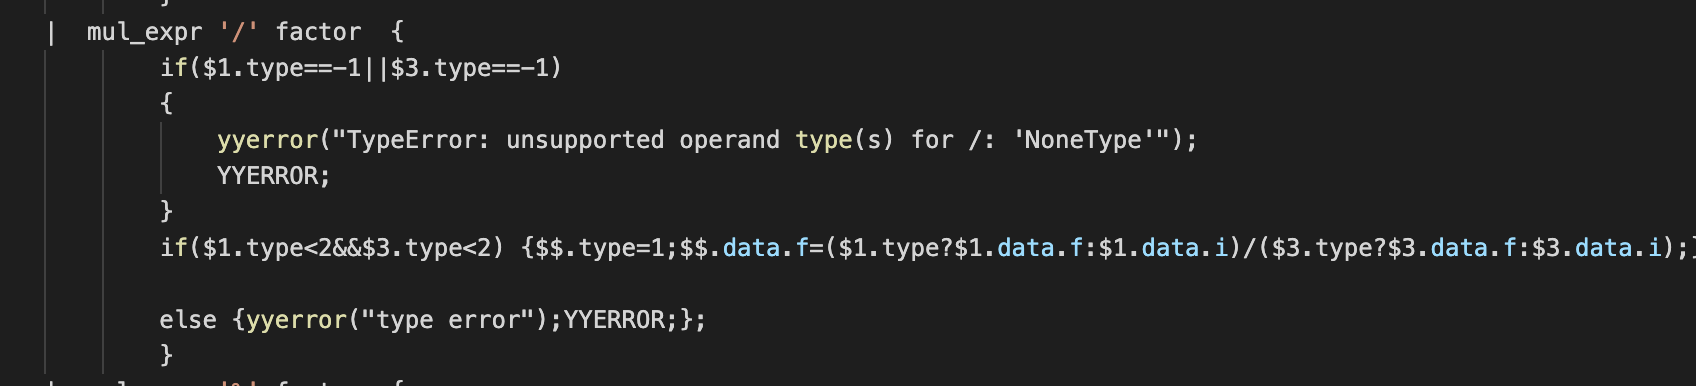 }
| mul_expr '/' factor {
if($1.type==-1||$3.type==-1)
{
yyerror("TypeError: unsupported operand type(s) for /: 'NoneType'");
YYERROR;
}
if($1.type<2&&$3.type<2) {$$.type=1;$$.data.f=($1.type?$1.data.f:$1.data.i)/($3.type?$3.data.f:$3.data.i);}
else {yyerror("type error");YYERROR;};
}